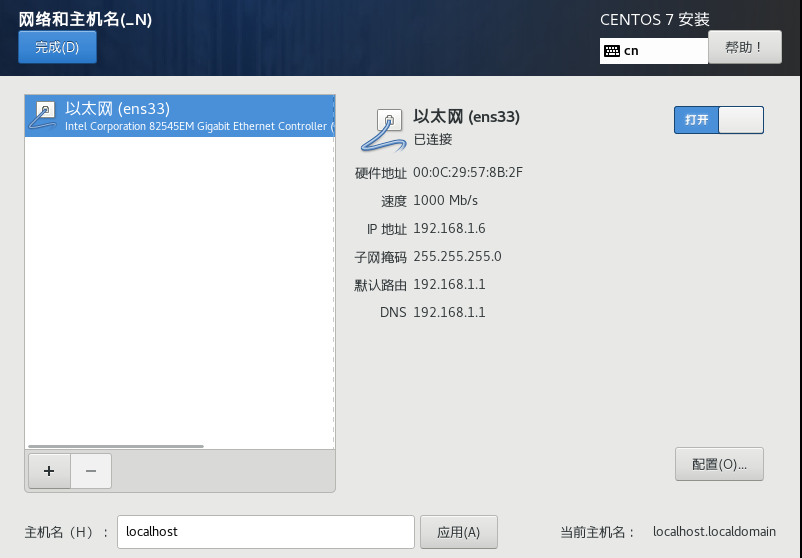 网络和主机名(_N)
CENTOS 7 安装
完成(D)
cn
帮助！
以太网 (ens33)
Intel Corporation 82545EM Gigabit Ethernet Controller (
以太网 (ens33)
已连接
打开
硬件地址 00:0C:29:57:8B:2F
速度 1000 Mb/s
IP 地址 192.168.1.6
子网掩码 255.255.255.0
默认路由 192.168.1.1
DNS 192.168.1.1
+
−
配置(O)...
主机名（H）： localhost
应用(A)
当前主机名： localhost.localdomain